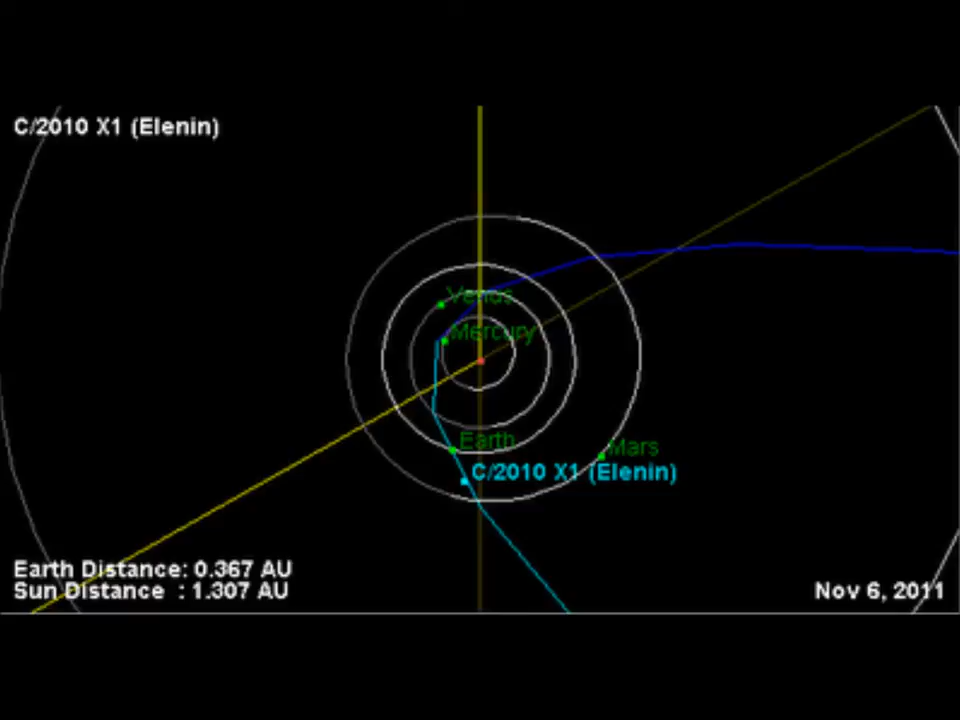 C/2010 X1 (Elenin)
Venus
Mercury
Earth
Mars
C/2010 X1 (Elenin)
Earth Distance: 0.367 AU
Sun Distance : 1.307 AU
Nov 6, 2011